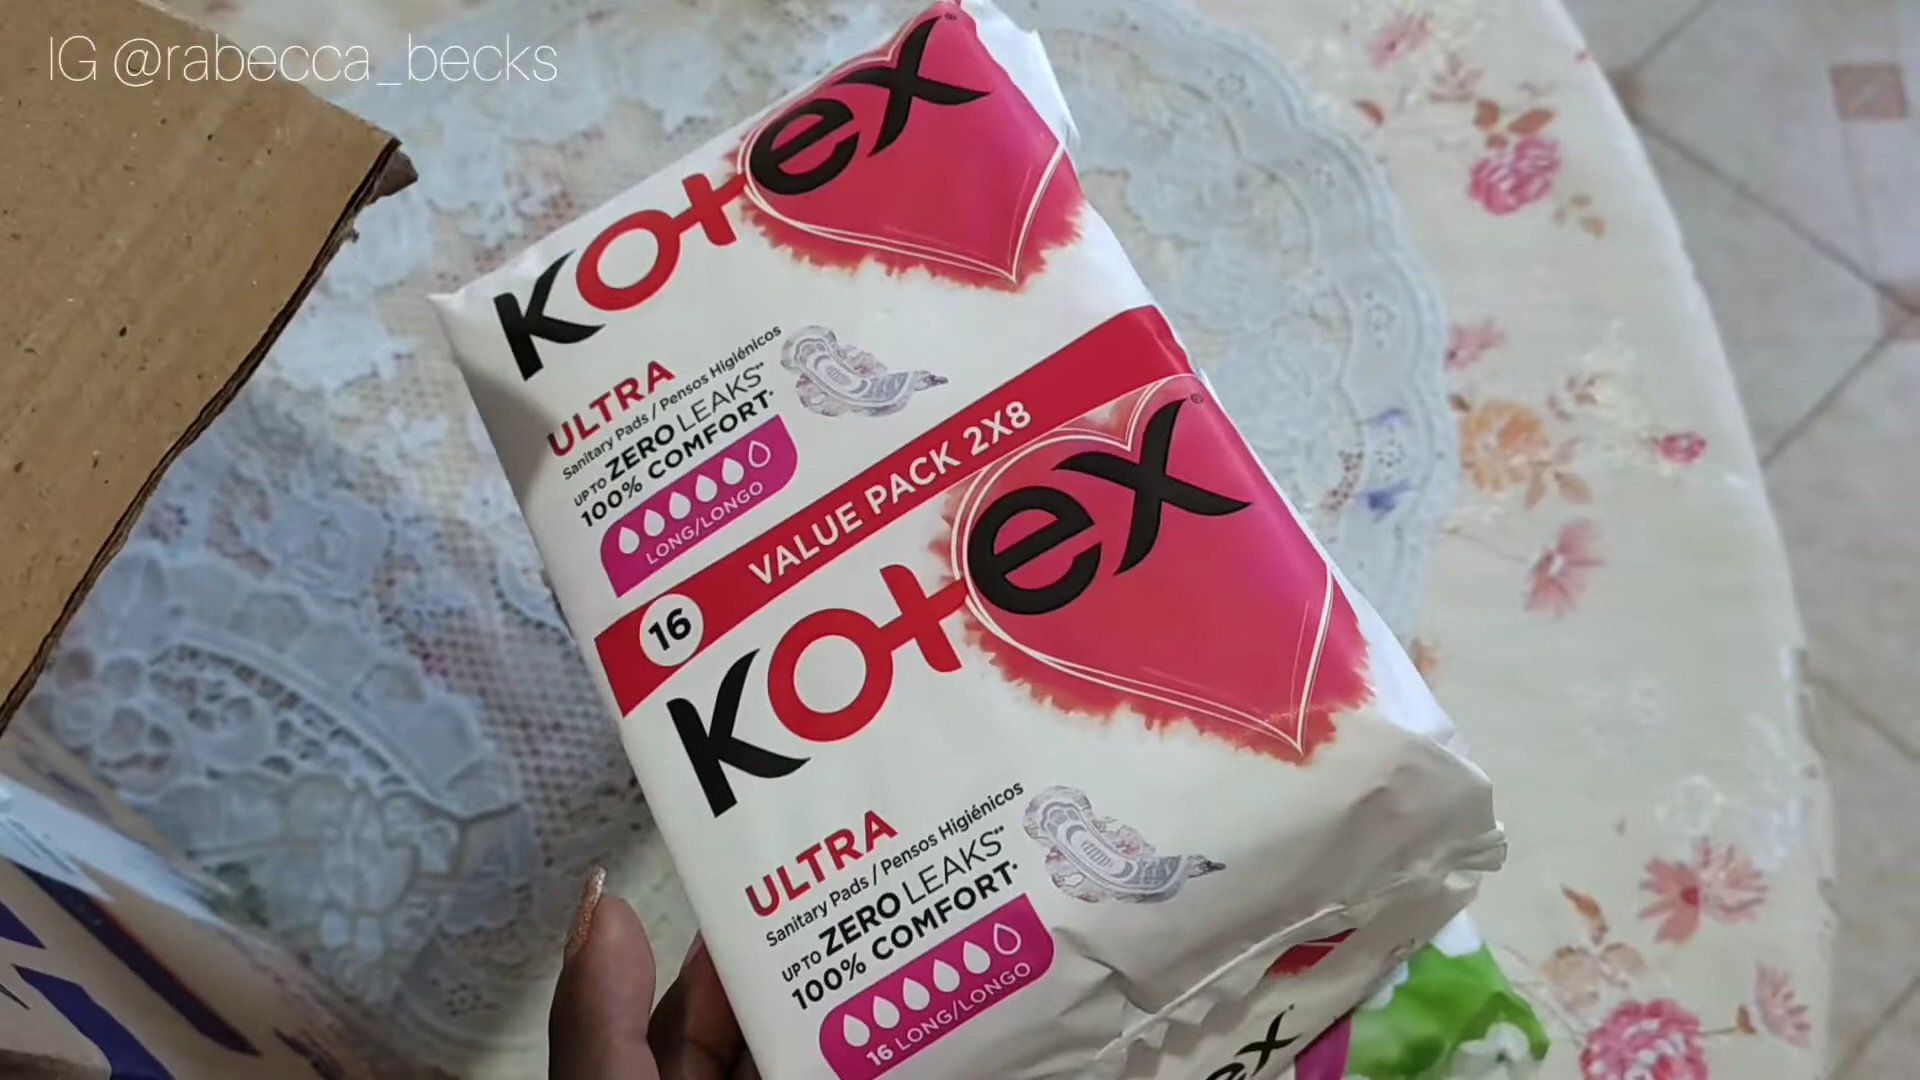 IG @rabecca_becks
Kotex®
ULTRA
Sanitary Pads / Pensos Higiénicos
UP TO ZERO LEAKS**
100% COMFORT*
LONG/LONGO
16 VALUE PACK 2X8
Kotex®
ULTRA
Sanitary Pads / Pensos Higiénicos
UP TO ZERO LEAKS**
100% COMFORT*
16 LONG/LONGO
ex